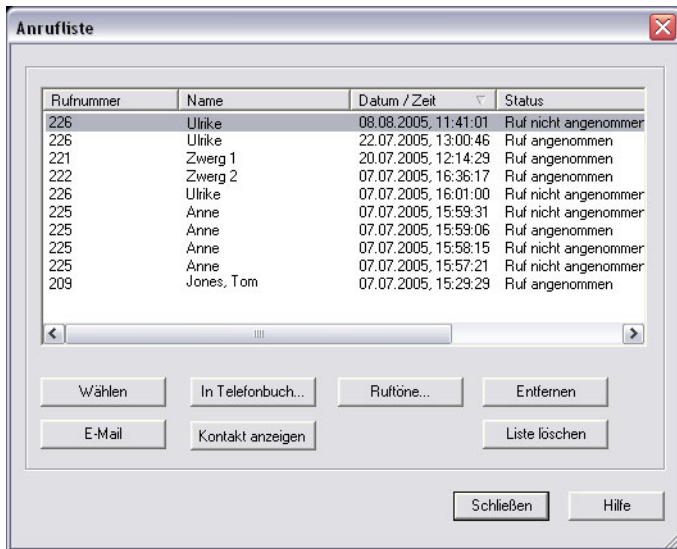 Anrufliste
Rufnummer Name Datum / Zeit Status
226 Ulrike 08.08.2005, 11:41:01 Ruf nicht angenommen
226 Ulrike 22.07.2005, 13:00:46 Ruf angenommen
221 Zwerg 1 20.07.2005, 12:14:29 Ruf angenommen
222 Zwerg 2 07.07.2005, 16:36:17 Ruf angenommen
226 Ulrike 07.07.2005, 16:01:00 Ruf nicht angenommen
225 Anne 07.07.2005, 15:59:31 Ruf nicht angenommen
225 Anne 07.07.2005, 15:59:06 Ruf angenommen
225 Anne 07.07.2005, 15:58:15 Ruf nicht angenommen
225 Anne 07.07.2005, 15:57:21 Ruf nicht angenommen
209 Jones, Tom 07.07.2005, 15:29:29 Ruf angenommen
Wählen In Telefonbuch... Ruftöne... Entfernen
E-Mail Kontakt anzeigen Liste löschen
Schließen Hilfe